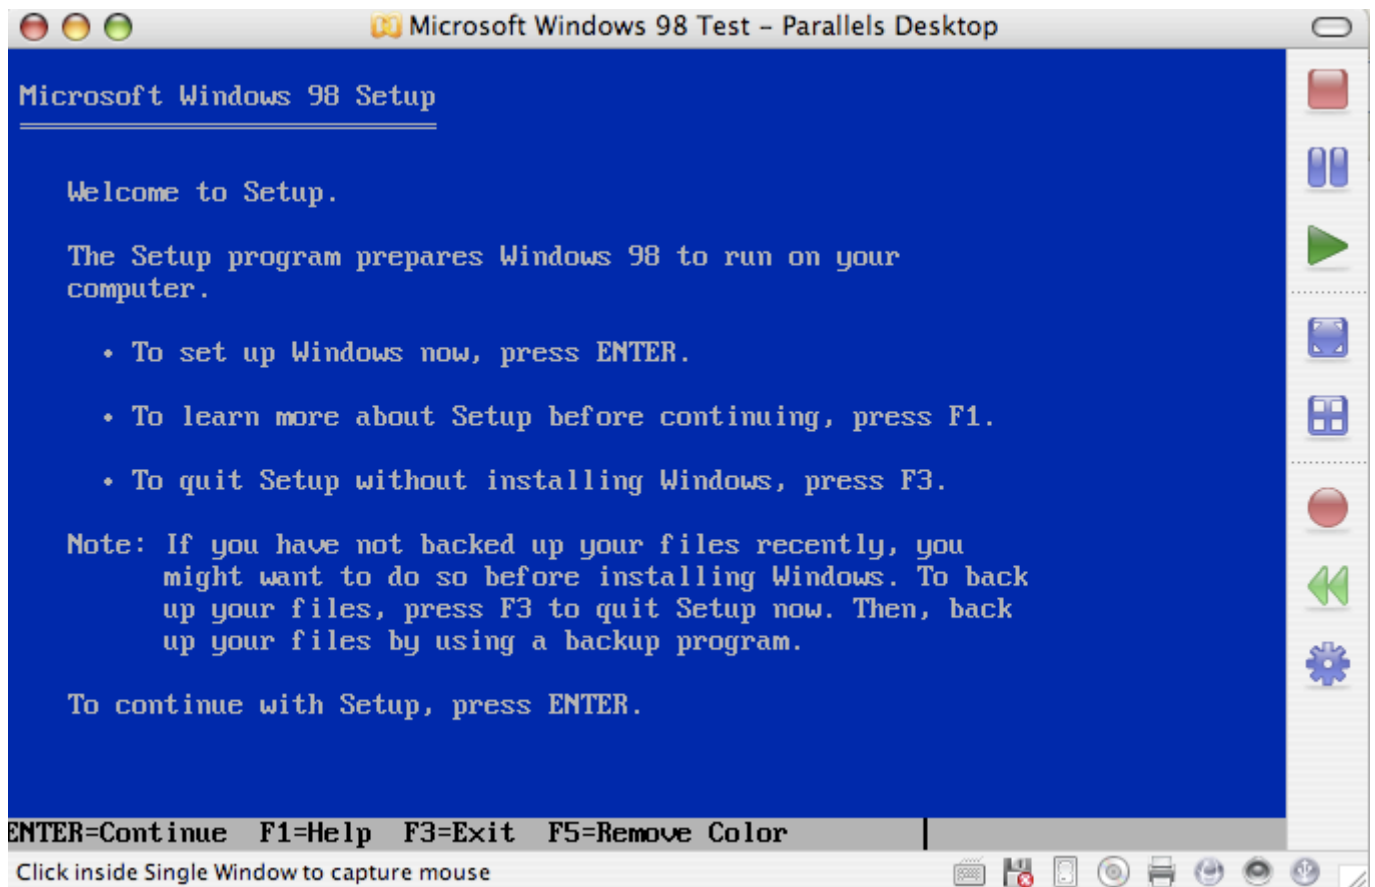 Microsoft Windows 98 Test – Parallels Desktop
Microsoft Windows 98 Setup
Welcome to Setup.
The Setup program prepares Windows 98 to run on your
computer.
• To set up Windows now, press ENTER.
• To learn more about Setup before continuing, press F1.
• To quit Setup without installing Windows, press F3.
Note: If you have not backed up your files recently, you
might want to do so before installing Windows. To back
up your files, press F3 to quit Setup now. Then, back
up your files by using a backup program.
To continue with Setup, press ENTER.
ENTER=Continue F1=Help F3=Exit F5=Remove Color
Click inside Single Window to capture mouse